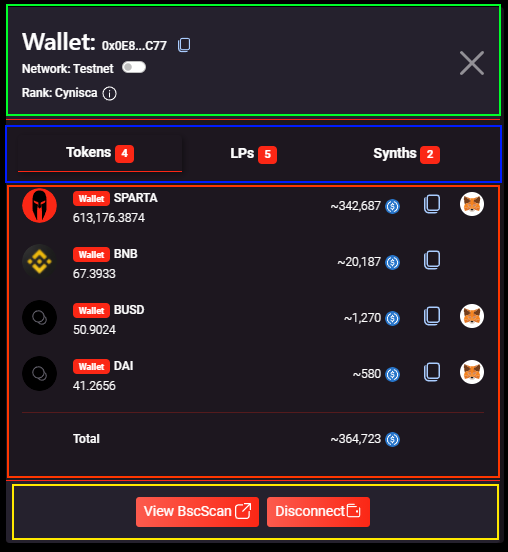 Wallet: 0x0E8...C77
Network: Testnet
Rank: Cynisca
Tokens 4 LPs 5 Synths 2
Wallet SPARTA
613,176.3874 ~342,687
Wallet BNB
67.3933 ~20,187
Wallet BUSD
50.9024 ~1,270
Wallet DAI
41.2656 ~580
Total ~364,723
View BscScan Disconnect